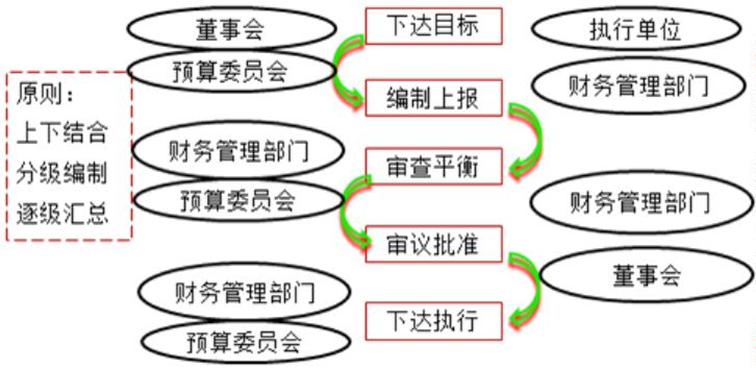 董事会
下达目标
执行单位
预算委员会
原则：
上下结合
分级编制
逐级汇总
编制上报
财务管理部门
财务管理部门
审查平衡
预算委员会
财务管理部门
审议批准
董事会
财务管理部门
下达执行
预算委员会